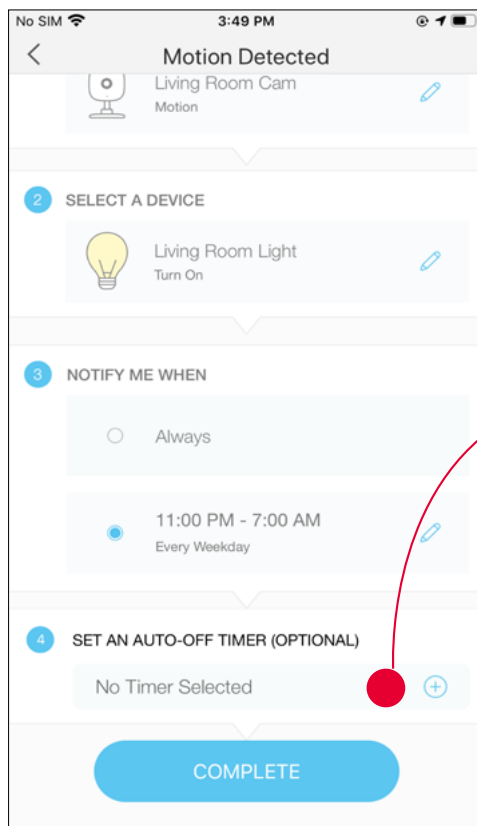 No SIM 3:49 PM
Motion Detected
Living Room Cam
Motion
2 SELECT A DEVICE
Living Room Light
Turn On
3 NOTIFY ME WHEN
Always
11:00 PM - 7:00 AM
Every Weekday
4 SET AN AUTO-OFF TIMER (OPTIONAL)
No Timer Selected
COMPLETE